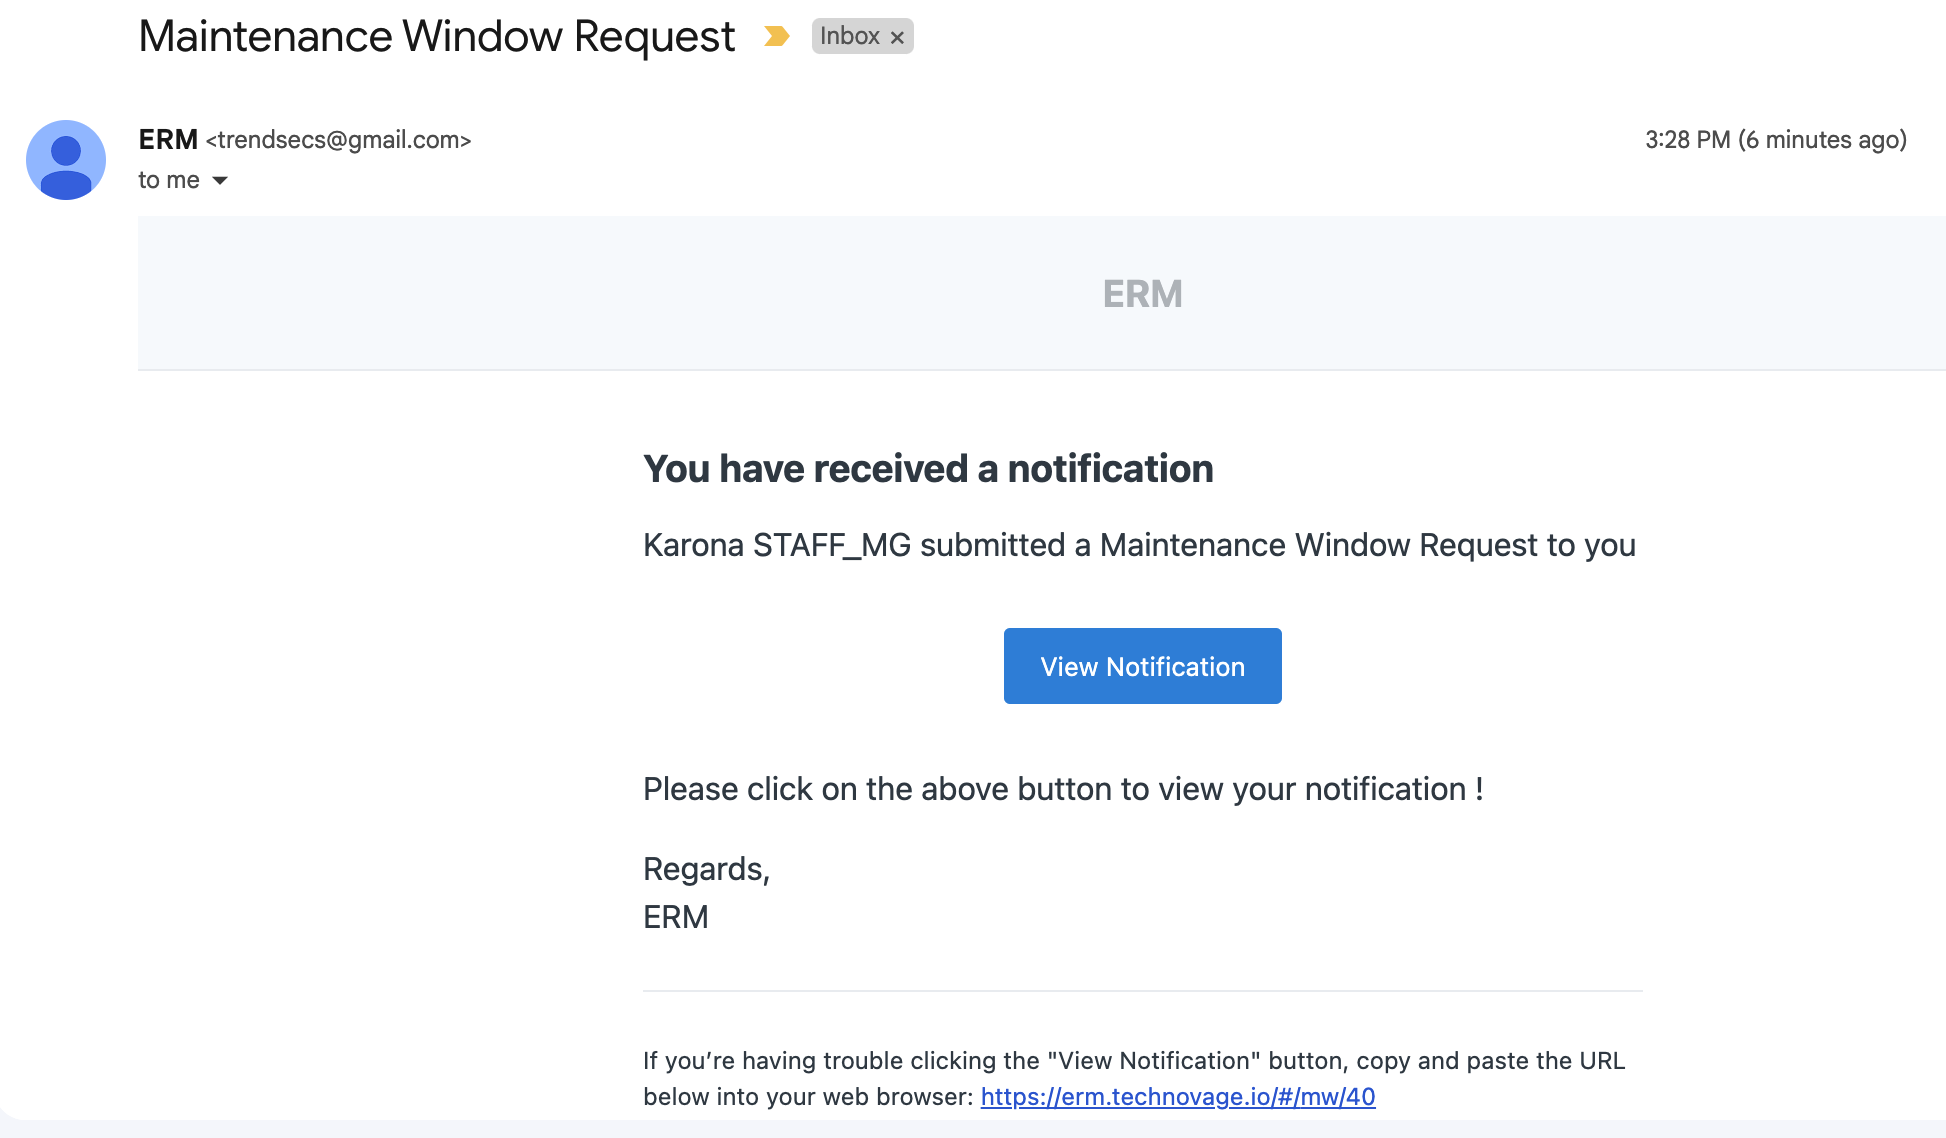 Maintenance Window Request
Inbox ×
ERM <trendsecs@gmail.com>
3:28 PM (6 minutes ago)
to me
ERM
You have received a notification
Karona STAFF_MG submitted a Maintenance Window Request to you
View Notification
Please click on the above button to view your notification !
Regards,
ERM
If you’re having trouble clicking the "View Notification" button, copy and paste the URL
below into your web browser: https://erm.technovage.io/#/mw/40